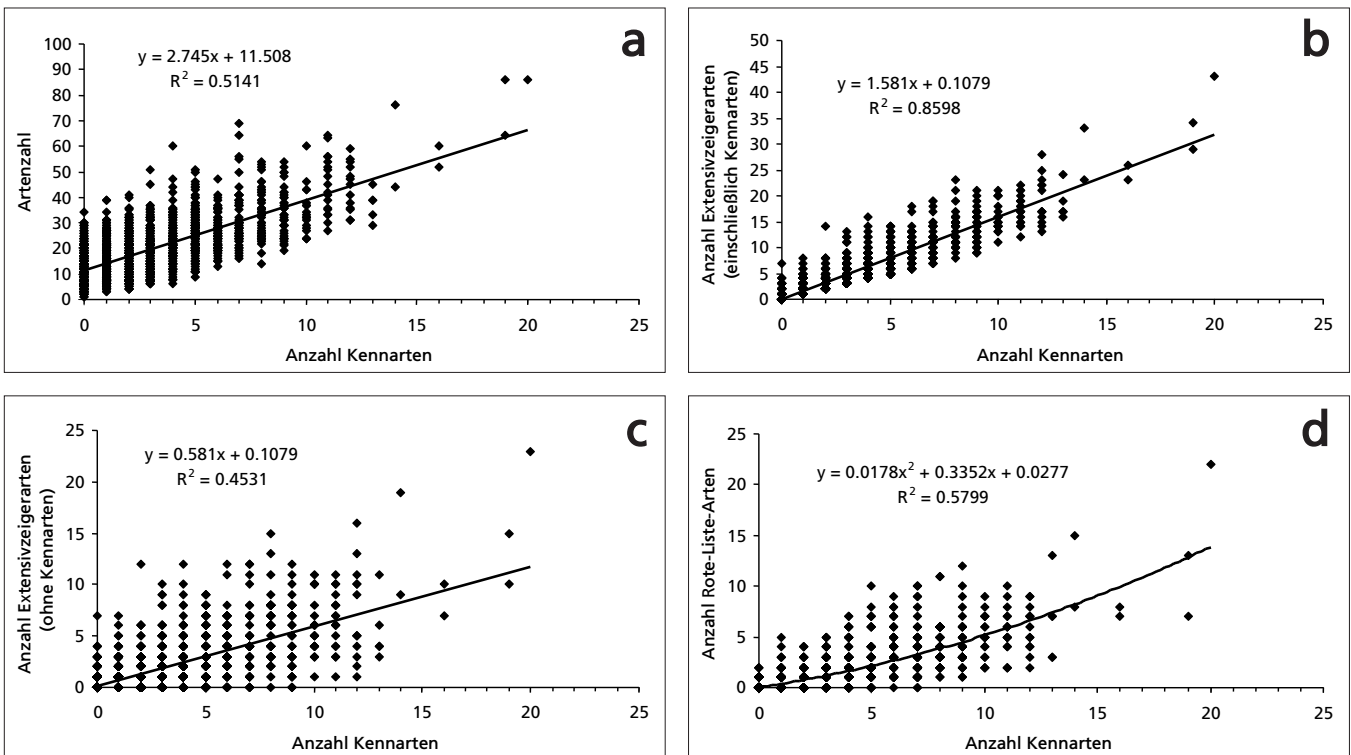 a
y = 2.745x + 11.508
R² = 0.5141
Artenzahl
100
90
80
70
60
50
40
30
20
10
0
0 5 10 15 20 25
Anzahl Kennarten
b
y = 1.581x + 0.1079
R² = 0.8598
Anzahl Extensivzeigerarten
(einschließlich Kennarten)
50
45
40
35
30
25
20
15
10
5
0
0 5 10 15 20 25
Anzahl Kennarten
c
y = 0.581x + 0.1079
R² = 0.4531
Anzahl Extensivzeigerarten
(ohne Kennarten)
25
20
15
10
5
0
0 5 10 15 20 25
Anzahl Kennarten
d
y = 0.0178x² + 0.3352x + 0.0277
R² = 0.5799
Anzahl Rote-Liste-Arten
25
20
15
10
5
0
0 5 10 15 20 25
Anzahl Kennarten